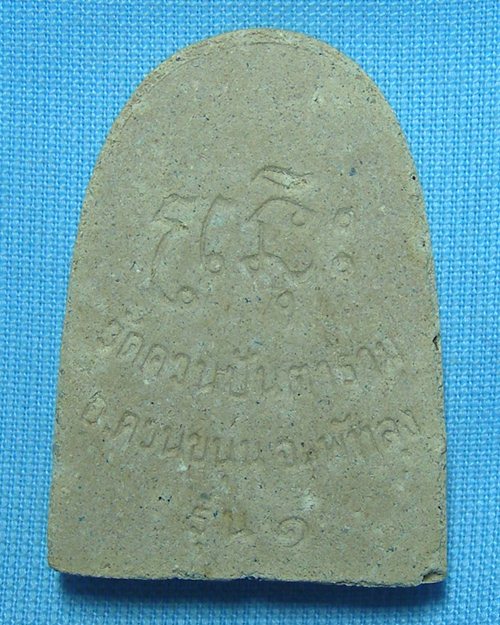 วัดควนปันตาราม
อ.ควนขนุน จ.พัทลุง
รุ่น ๑